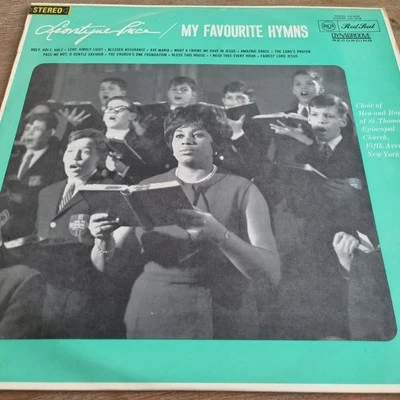 STEREO
Leontyne Price / MY FAVOURITE HYMNS
HOLY, HOLY, HOLY • LEAD, KINDLY LIGHT • BLESSED ASSURANCE • AVE MARIA • WHAT A FRIEND WE HAVE IN JESUS • AMAZING GRACE • THE LORD'S PRAYER
PASS ME NOT, O GENTLE SAVIOUR • THE CHURCH'S ONE FOUNDATION • BLESS THIS HOUSE • I NEED THEE EVERY HOUR • FAIREST LORD JESUS
RCA Red Seal
DYNAGROOVE
RECORDING
Choir of
Men and Boys
of St. Thomas
Episcopal
Church,
Fifth Ave
New York